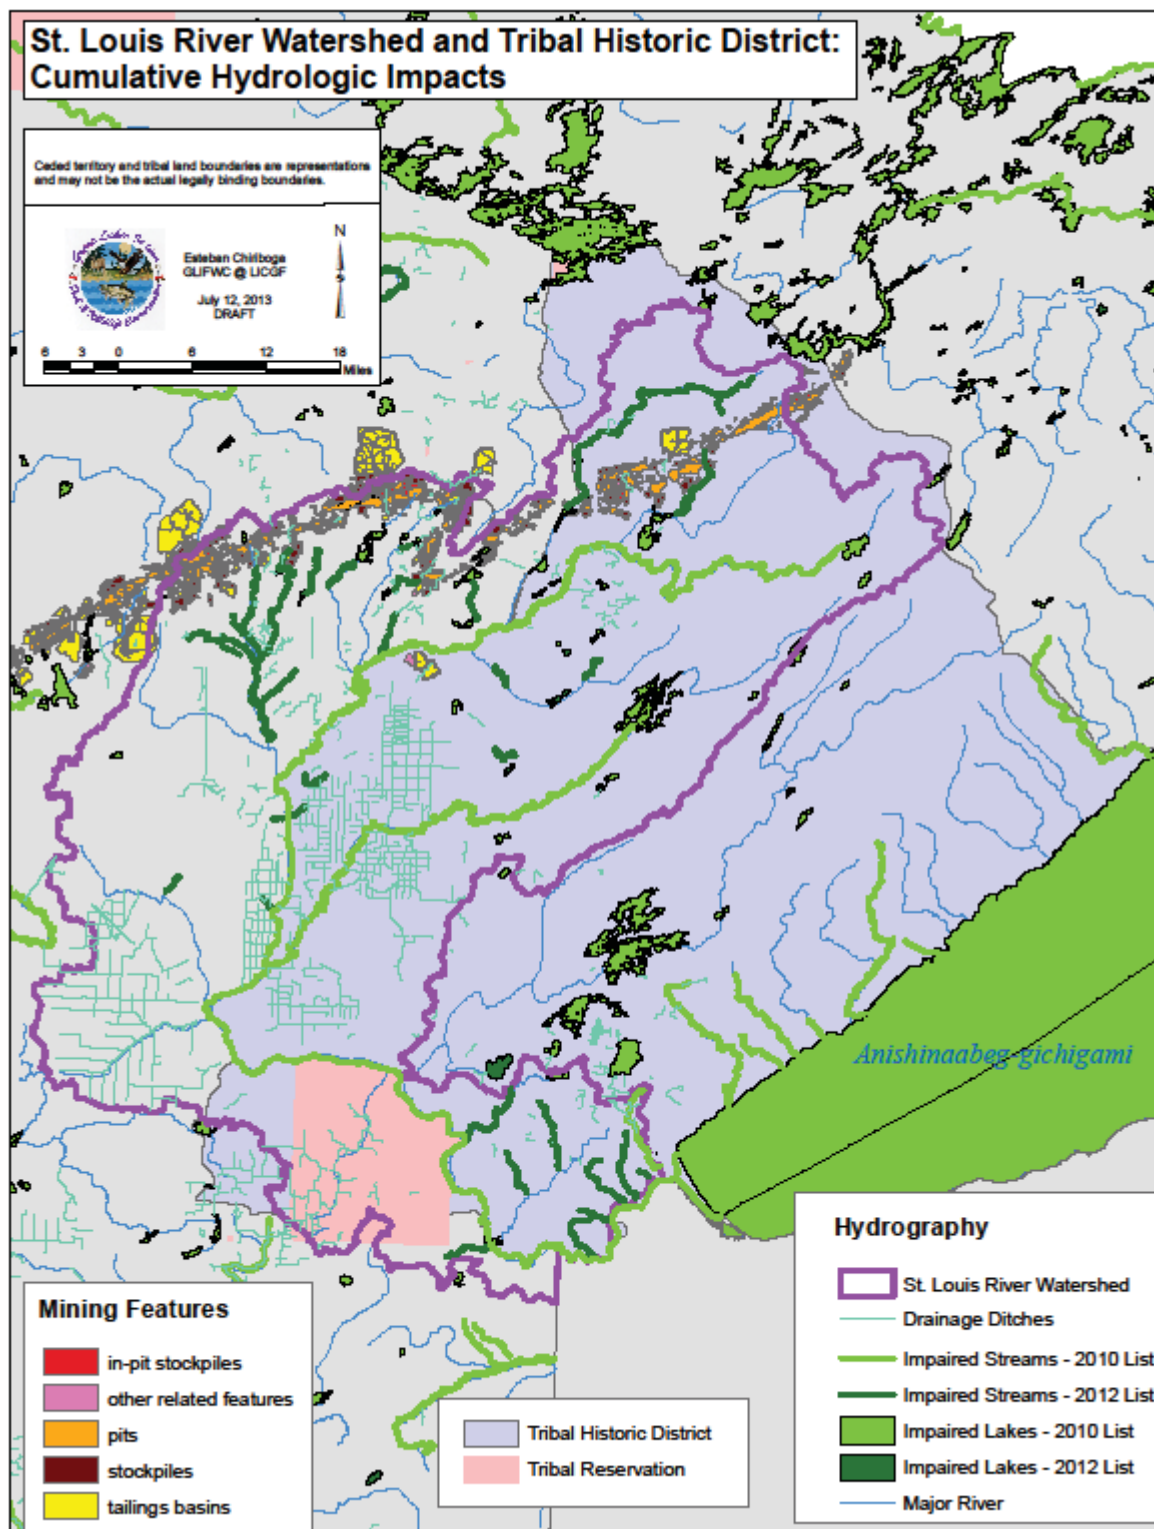 St. Louis River Watershed and Tribal Historic District:
Cumulative Hydrologic Impacts
Ceded territory and tribal land boundaries are representations
and may not be the actual legally binding boundaries.
N
Esteban Chiriboga
GLIFWC @ LICGF
July 12, 2013
DRAFT
6 3 0 6 12 18
Miles
Anishinaabeg-gichigami
Mining Features
in-pit stockpiles
other related features
pits
stockpiles
tailings basins
Tribal Historic District
Tribal Reservation
Hydrography
St. Louis River Watershed
Drainage Ditches
Impaired Streams - 2010 List
Impaired Streams - 2012 List
Impaired Lakes - 2010 List
Impaired Lakes - 2012 List
Major River